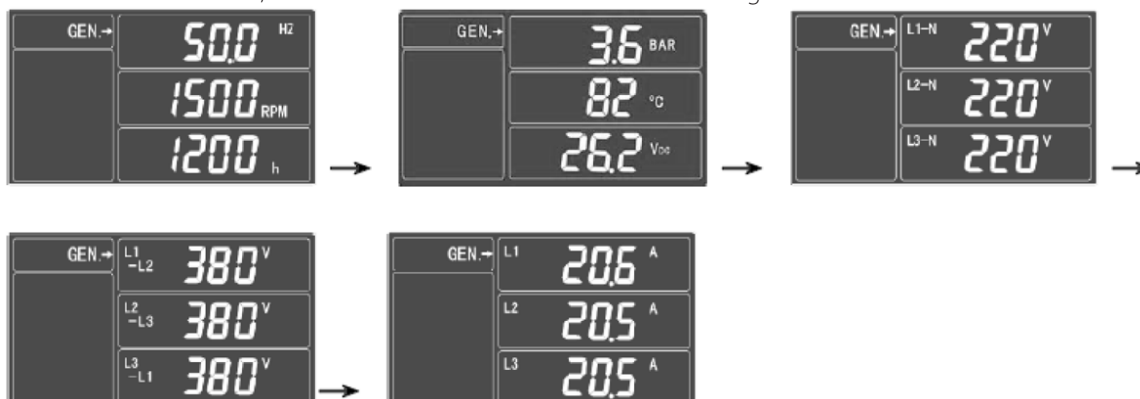 GEN.→ 50.0 HZ
1500 RPM
1200 h
→
GEN.→ 3.6 BAR
82 °C
26.2 VDC
→
GEN.→ L1-N 220 V
L2-N 220 V
L3-N 220 V
→
GEN.→ L1-L2 380 V
L2-L3 380 V
L3-L1 380 V
→
GEN.→ L1 20.6 A
L2 20.5 A
L3 20.5 A